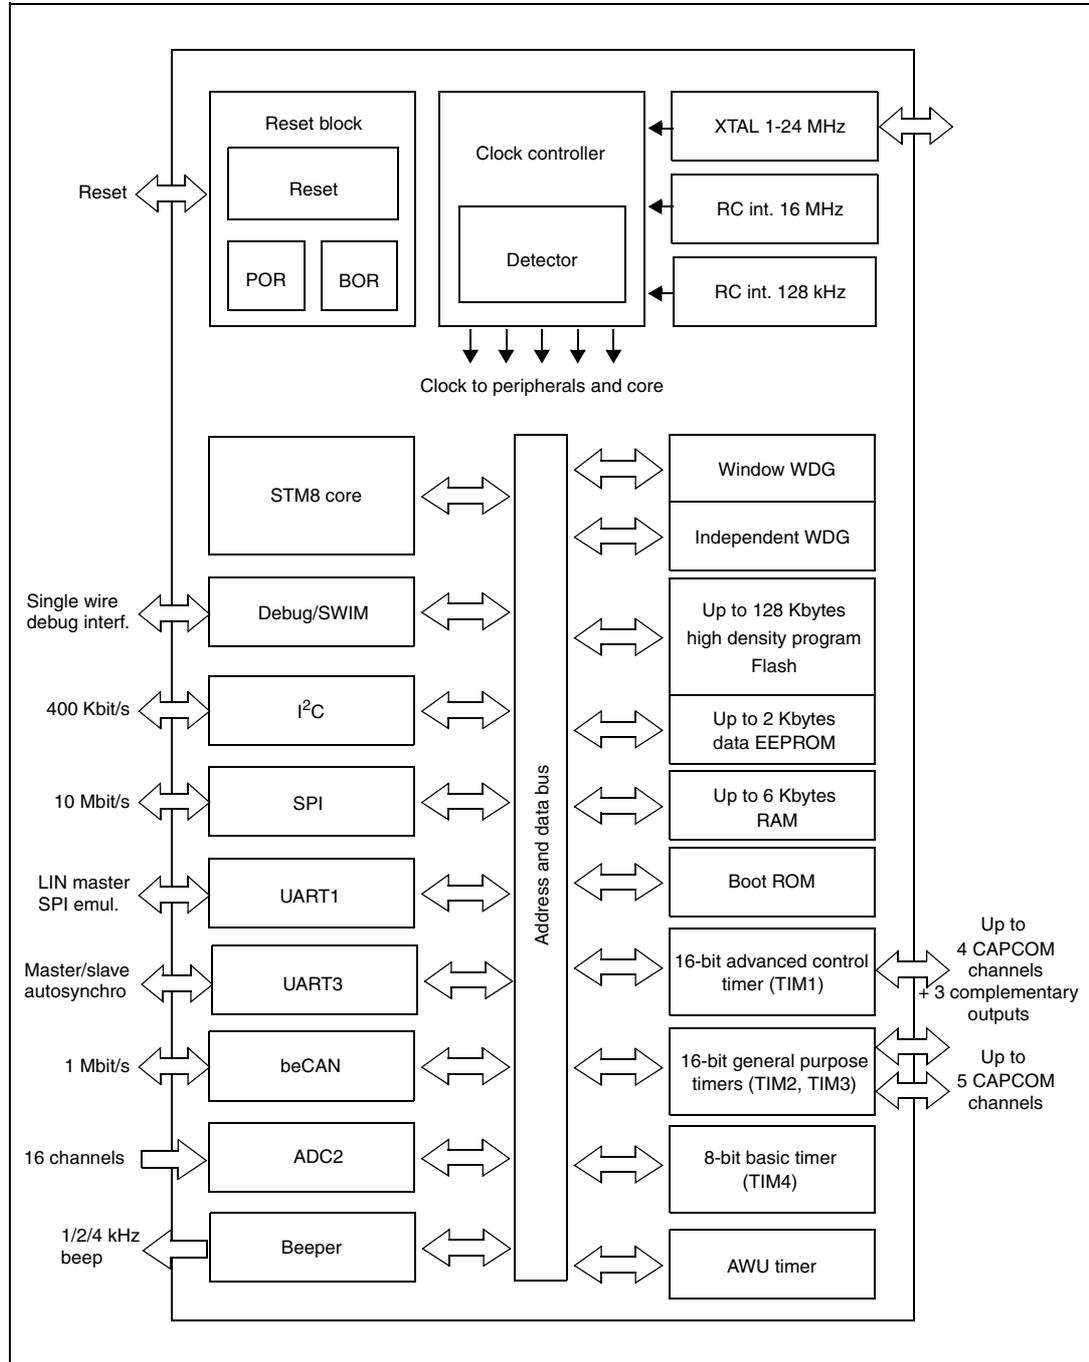 Reset block
Reset
POR
BOR
Reset
Clock controller
Detector
XTAL 1-24 MHz
RC int. 16 MHz
RC int. 128 kHz
Clock to peripherals and core
STM8 core
Single wire
debug interf.
Debug/SWIM
400 Kbit/s
I²C
10 Mbit/s
SPI
LIN master
SPI emul.
UART1
Master/slave
autosynchro
UART3
1 Mbit/s
beCAN
16 channels
ADC2
1/2/4 kHz
beep
Beeper
Address and data bus
Window WDG
Independent WDG
Up to 128 Kbytes
high density program
Flash
Up to 2 Kbytes
data EEPROM
Up to 6 Kbytes
RAM
Boot ROM
16-bit advanced control
timer (TIM1)
Up to
4 CAPCOM
channels
+ 3 complementary
outputs
16-bit general purpose
timers (TIM2, TIM3)
Up to
5 CAPCOM
channels
8-bit basic timer
(TIM4)
AWU timer